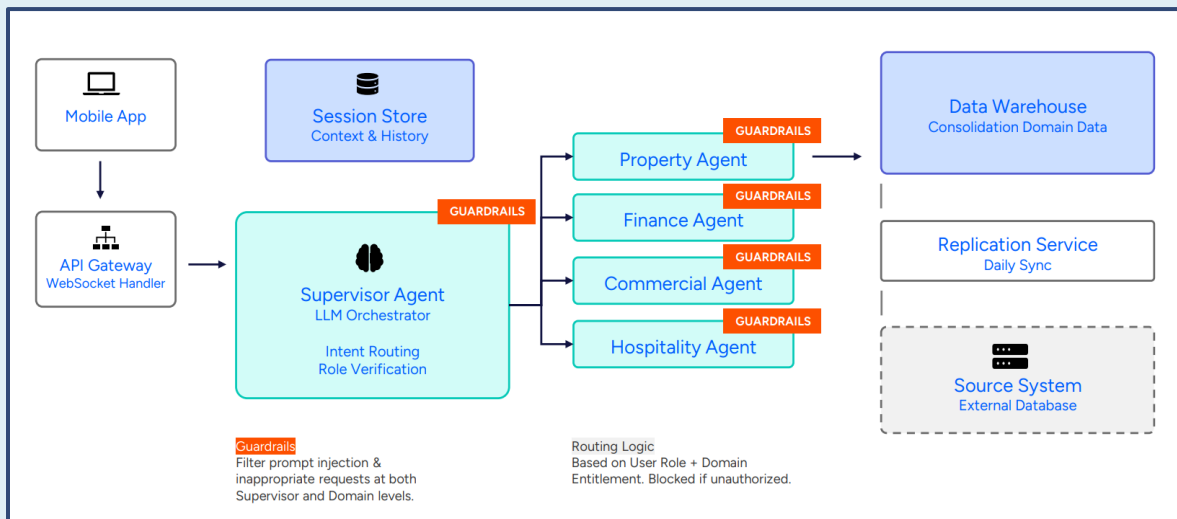 Mobile App
API Gateway
WebSocket Handler
Session Store
Context & History
GUARDRAILS
Supervisor Agent
LLM Orchestrator
Intent Routing
Role Verification
GUARDRAILS
Property Agent
GUARDRAILS
Finance Agent
GUARDRAILS
Commercial Agent
GUARDRAILS
Hospitality Agent
Data Warehouse
Consolidation Domain Data
Replication Service
Daily Sync
Source System
External Database
Guardrails
Filter prompt injection &
inappropriate requests at both
Supervisor and Domain levels.
Routing Logic
Based on User Role + Domain
Entitlement. Blocked if unauthorized.